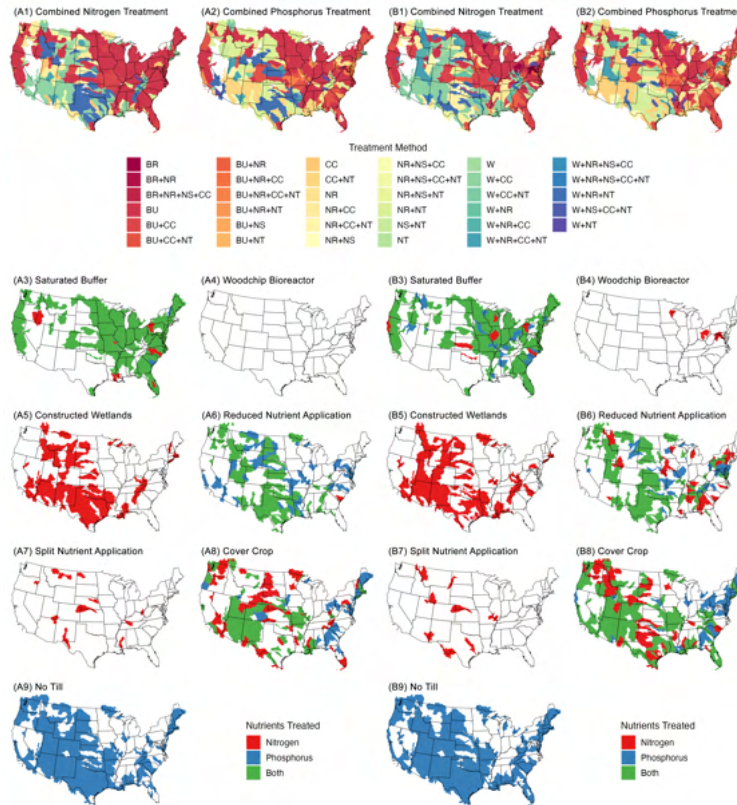 (A1) Combined Nitrogen Treatment
(A2) Combined Phosphorus Treatment
(B1) Combined Nitrogen Treatment
(B2) Combined Phosphorus Treatme
Treatment Method
BR
BR+NR
BR+NR+NS+CC
BU
BU+CC
BU+CC+NT
BU+NR
BU+NR+CC
BU+NR+CC+NT
BU+NR+NT
BU+NS
BU+NT
CC
CC+NT
NR
NR+CC
NR+CC+NT
NR+NS
NR+NS+CC
NR+NS+CC+NT
NR+NS+NT
NR+NT
NS+NT
NT
W
W+CC
W+CC+NT
W+NR
W+NR+CC
W+NR+CC+NT
W+NR+NS+CC
W+NR+NS+CC+NT
W+NR+NT
W+NS+CC+NT
W+NT
(A3) Saturated Buffer
(A4) Woodchip Bioreactor
(B3) Saturated Buffer
(B4) Woodchip Bioreactor
(A5) Constructed Wetlands
(A6) Reduced Nutrient Application
(B5) Constructed Wetlands
(B6) Reduced Nutrient Application
(A7) Split Nutrient Application
(A8) Cover Crop
(B7) Split Nutrient Application
(B8) Cover Crop
(A9) No Till
(B9) No Till
Nutrients Treated
Nitrogen
Phosphorus
Both
Nutrients Treated
Nitrogen
Phosphorus
Both